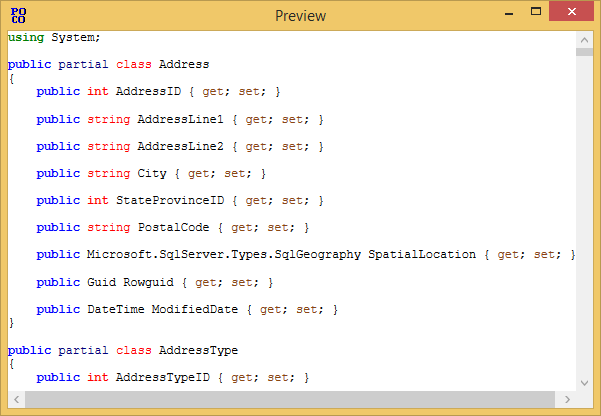 PO
CO
Preview
using System;
public partial class Address
{
    public int AddressID { get; set; }
    public string AddressLine1 { get; set; }
    public string AddressLine2 { get; set; }
    public string City { get; set; }
    public int StateProvinceID { get; set; }
    public string PostalCode { get; set; }
    public Microsoft.SqlServer.Types.SqlGeography SpatialLocation { get; set; }
    public Guid Rowguid { get; set; }
    public DateTime ModifiedDate { get; set; }
}
public partial class AddressType
{
    public int AddressTypeID { get; set; }